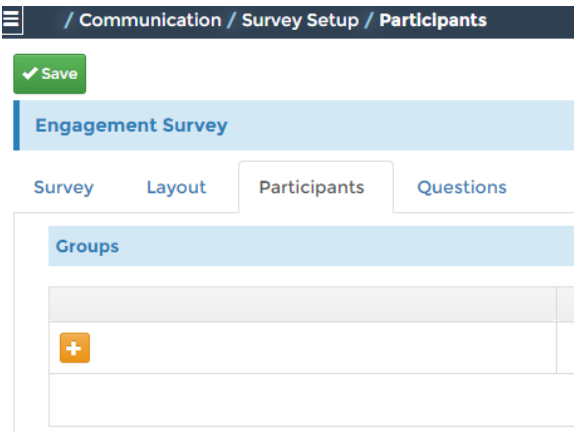 / Communication / Survey Setup / Participants
Save
Engagement Survey
Survey Layout Participants Questions
Groups